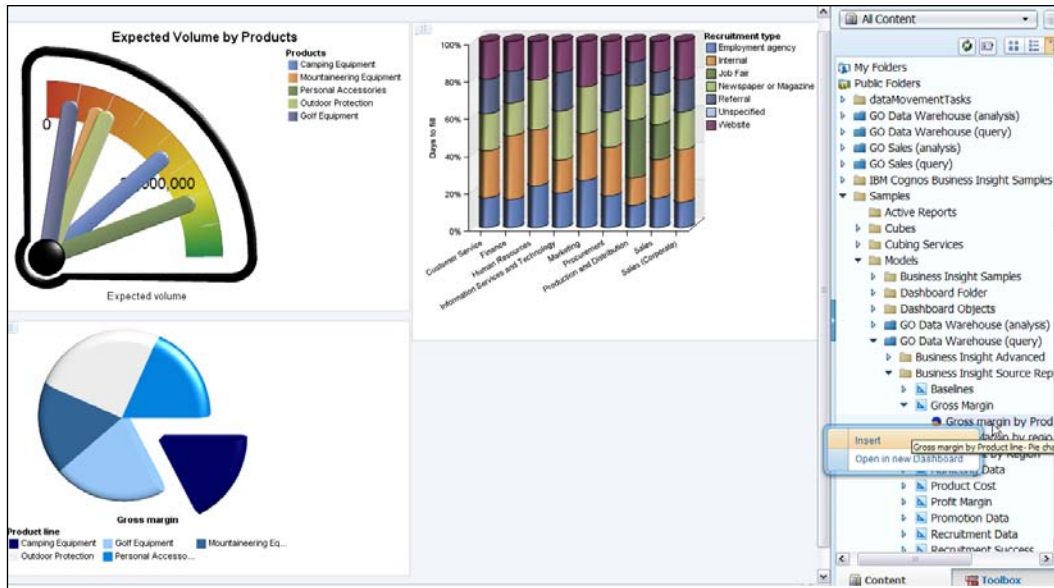 Expected Volume by Products
Products
Camping Equipment
Mountaineering Equipment
Personal Accessories
Outdoor Protection
Golf Equipment
0
000,000
Expected volume
100%
80%
60%
40%
20%
0%
Days to fill
Customer Service
Finance
Human Resources
Information Services and Technology
Marketing
Procurement
Production and Distribution
Sales
Sales (Corporate)
Recruitment type
Employment agency
Internal
Job Fair
Newspaper or Magazine
Referral
Unspecified
Website
Gross margin
Product line
Camping Equipment
Golf Equipment
Mountaineering Eq...
Outdoor Protection
Personal Accesso...
All Content
My Folders
Public Folders
dataMovementTasks
GO Data Warehouse (analysis)
GO Data Warehouse (query)
GO Sales (analysis)
GO Sales (query)
IBM Cognos Business Insight Samples
Samples
Active Reports
Cubes
Cubing Services
Models
Business Insight Samples
Dashboard Folder
Dashboard Objects
GO Data Warehouse (analysis)
GO Data Warehouse (query)
Business Insight Advanced
Business Insight Source Rep
Baselines
Gross Margin
Gross margin by Prod
Insert
Gross margin by Product line - Pie cha
Open in new Dashboard
by Region
Data
Product Cost
Profit Margin
Promotion Data
Recruitment Data
Recruitment Success
Content
Toolbox